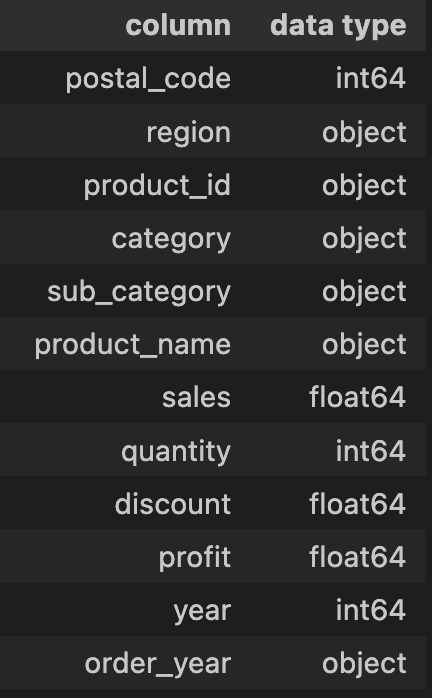 column data type
postal_code int64
region object
product_id object
category object
sub_category object
product_name object
sales float64
quantity int64
discount float64
profit float64
year int64
order_year object